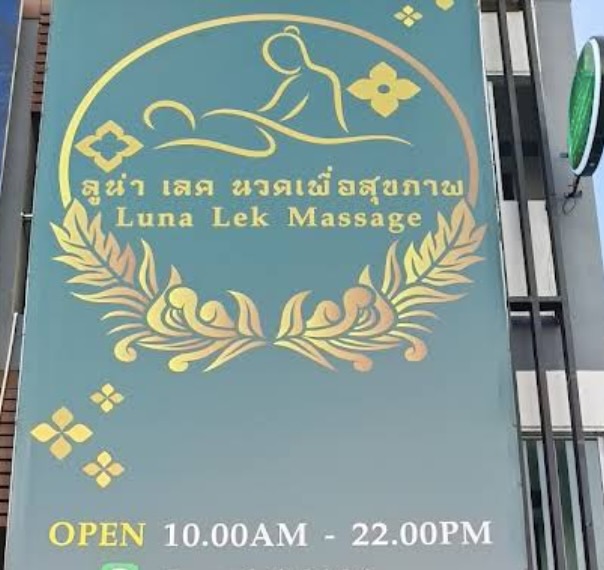 ลูน่า เลค นวดเพื่อสุขภาพ
Luna Lek Massage
OPEN 10.00AM - 22.00PM